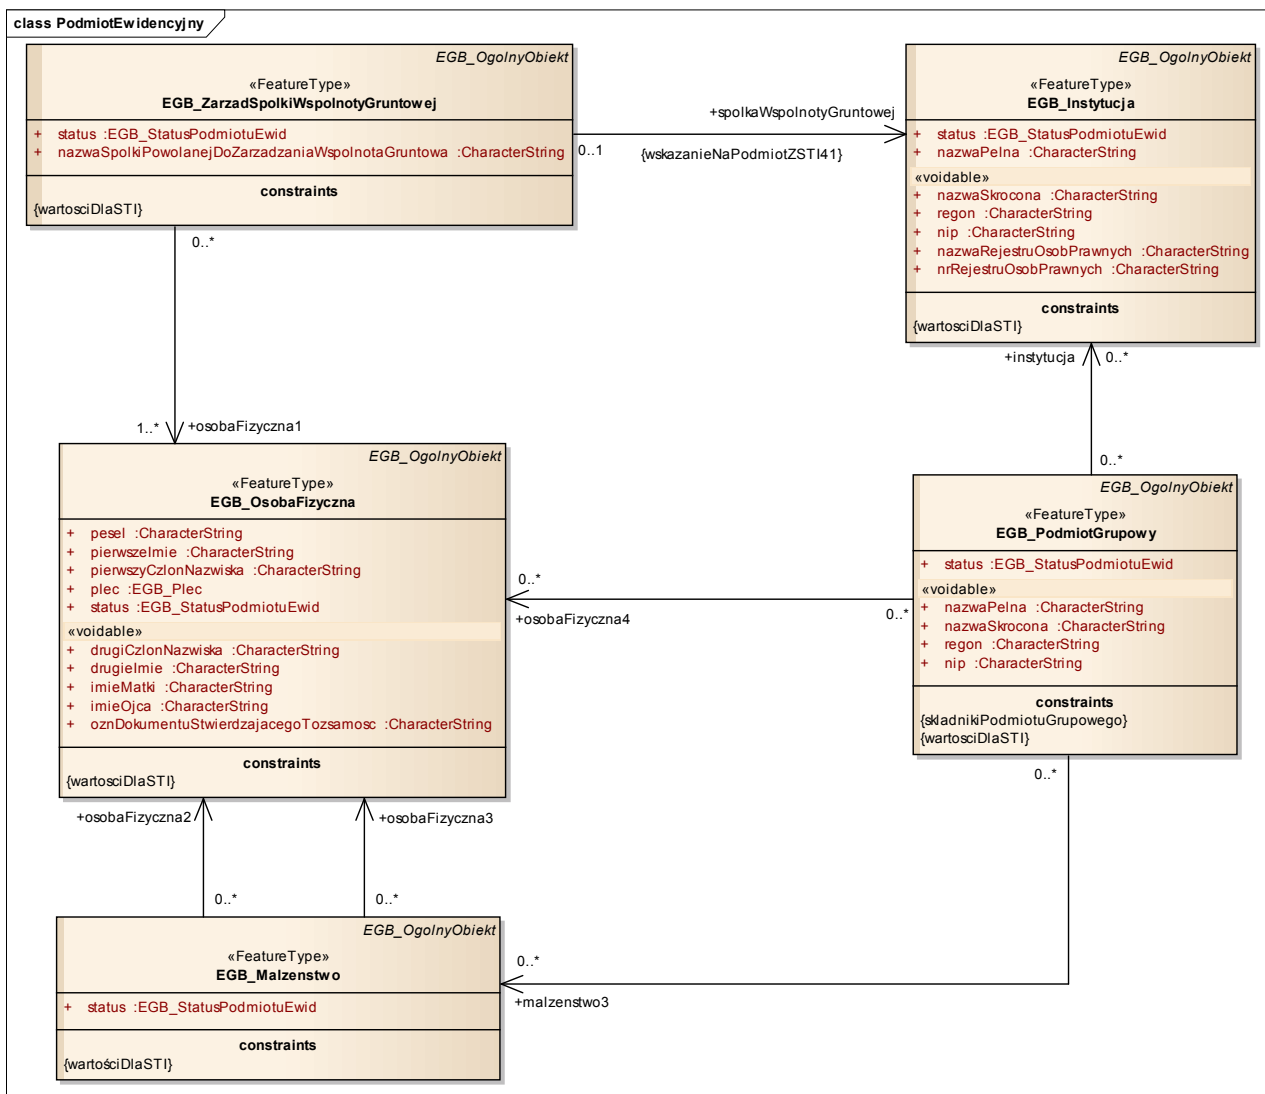 class PodmiotEwidencyjny
EGB_OgolnyObiekt
«FeatureType»
EGB_ZarzadSpolkiWspolnotyGruntowej
+ status :EGB_StatusPodmiotuEwid
+ nazwaSpolkiPowolanejDoZarzadzaniaWspolnotaGruntowa :CharacterString
constraints
{wartosciDlaSTI}
0..1
+spolkaWspolnotyGruntowej
{wskazanieNaPodmiotZSTI41}
EGB_OgolnyObiekt
«FeatureType»
EGB_Instytucja
+ status :EGB_StatusPodmiotuEwid
+ nazwaPelna :CharacterString
«voidable»
+ nazwaSkrocona :CharacterString
+ regon :CharacterString
+ nip :CharacterString
+ nazwaRejestruOsobPrawnych :CharacterString
+ nrRejestruOsobPrawnych :CharacterString
constraints
{wartosciDlaSTI}
0..*
1..* +osobaFizyczna1
+instytucja 0..*
0..*
EGB_OgolnyObiekt
«FeatureType»
EGB_OsobaFizyczna
+ pesel :CharacterString
+ pierwszeImie :CharacterString
+ pierwszyCzlonNazwiska :CharacterString
+ plec :EGB_Plec
+ status :EGB_StatusPodmiotuEwid
«voidable»
+ drugiCzlonNazwiska :CharacterString
+ drugieImie :CharacterString
+ imieMatki :CharacterString
+ imieOjca :CharacterString
+ oznDokumentuStwierdzajacegoTozsamosc :CharacterString
constraints
{wartosciDlaSTI}
0..*
+osobaFizyczna4
0..*
EGB_OgolnyObiekt
«FeatureType»
EGB_PodmiotGrupowy
+ status :EGB_StatusPodmiotuEwid
«voidable»
+ nazwaPelna :CharacterString
+ nazwaSkrocona :CharacterString
+ regon :CharacterString
+ nip :CharacterString
constraints
{skladnikiPodmiotuGrupowego}
{wartosciDlaSTI}
0..*
+osobaFizyczna2
+osobaFizyczna3
0..*
0..*
EGB_OgolnyObiekt
«FeatureType»
EGB_Malzenstwo
+ status :EGB_StatusPodmiotuEwid
constraints
{wartościDlaSTI}
0..*
+malzenstwo3